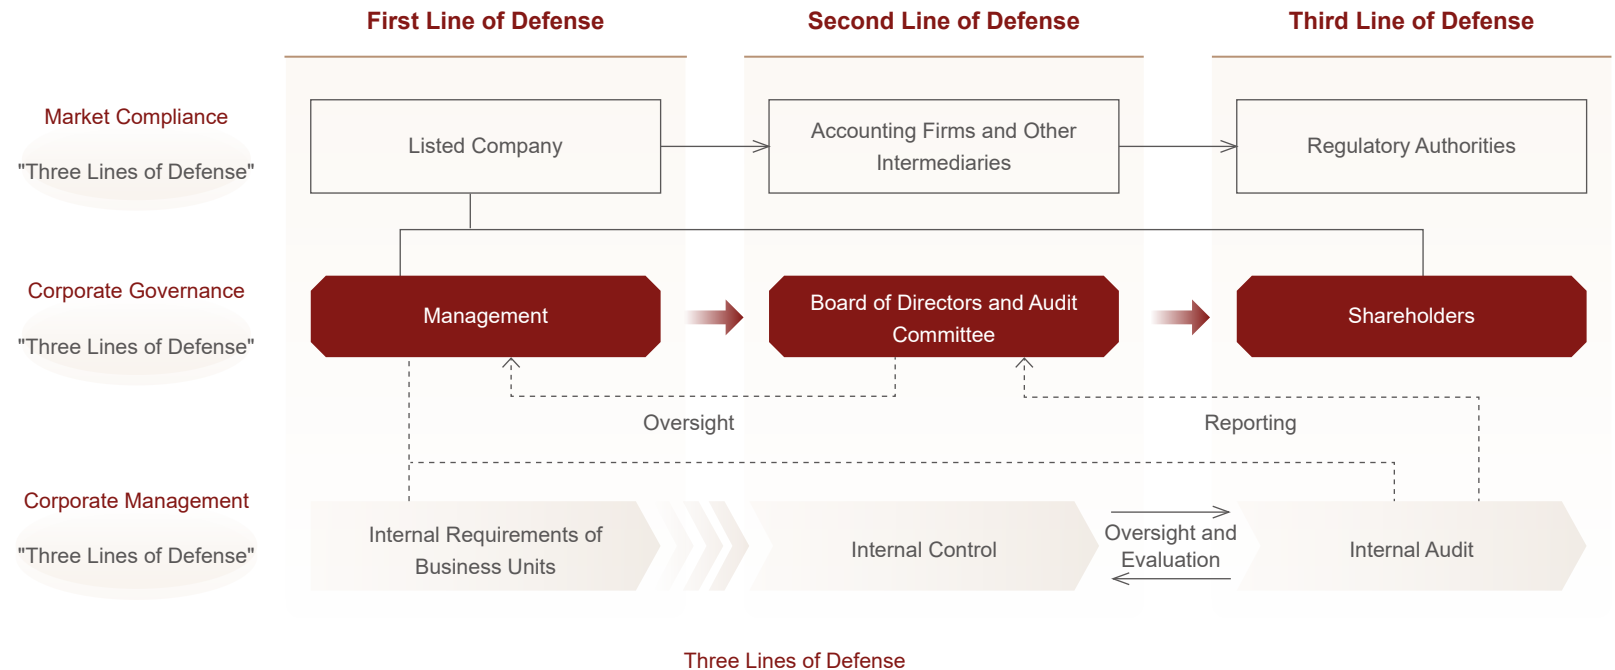 First Line of Defense
Second Line of Defense
Third Line of Defense
Market Compliance
"Three Lines of Defense"
Listed Company
Accounting Firms and Other
Intermediaries
Regulatory Authorities
Corporate Governance
"Three Lines of Defense"
Management
Board of Directors and Audit
Committee
Shareholders
Oversight
Reporting
Corporate Management
"Three Lines of Defense"
Internal Requirements of
Business Units
Internal Control
Oversight and
Evaluation
Internal Audit
Three Lines of Defense